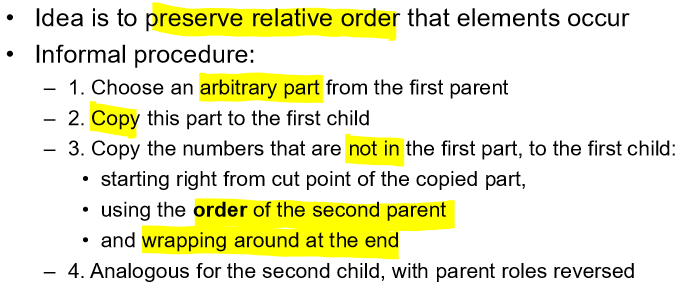 • Idea is to preserve relative order that elements occur
• Informal procedure:
– 1. Choose an arbitrary part from the first parent
– 2. Copy this part to the first child
– 3. Copy the numbers that are not in the first part, to the first child:
• starting right from cut point of the copied part,
• using the order of the second parent
• and wrapping around at the end
– 4. Analogous for the second child, with parent roles reversed